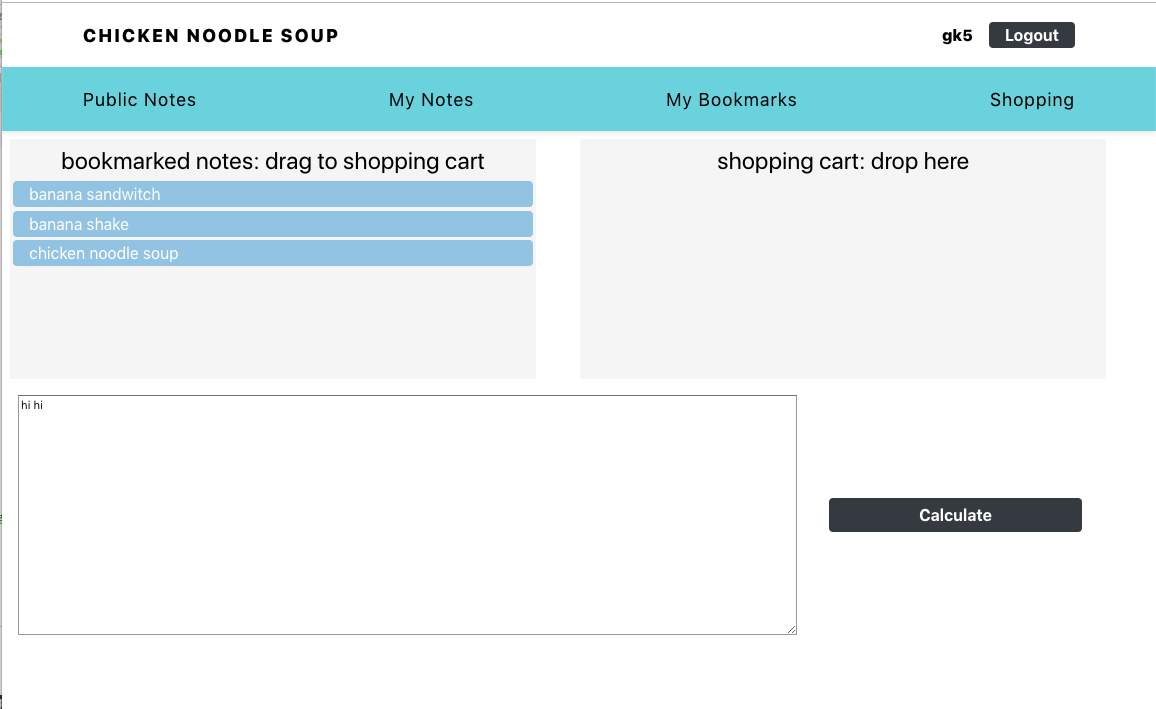 CHICKEN NOODLE SOUP
gk5 Logout
Public Notes My Notes My Bookmarks Shopping
bookmarked notes: drag to shopping cart
banana sandwitch
banana shake
chicken noodle soup
shopping cart: drop here
hi hi
Calculate